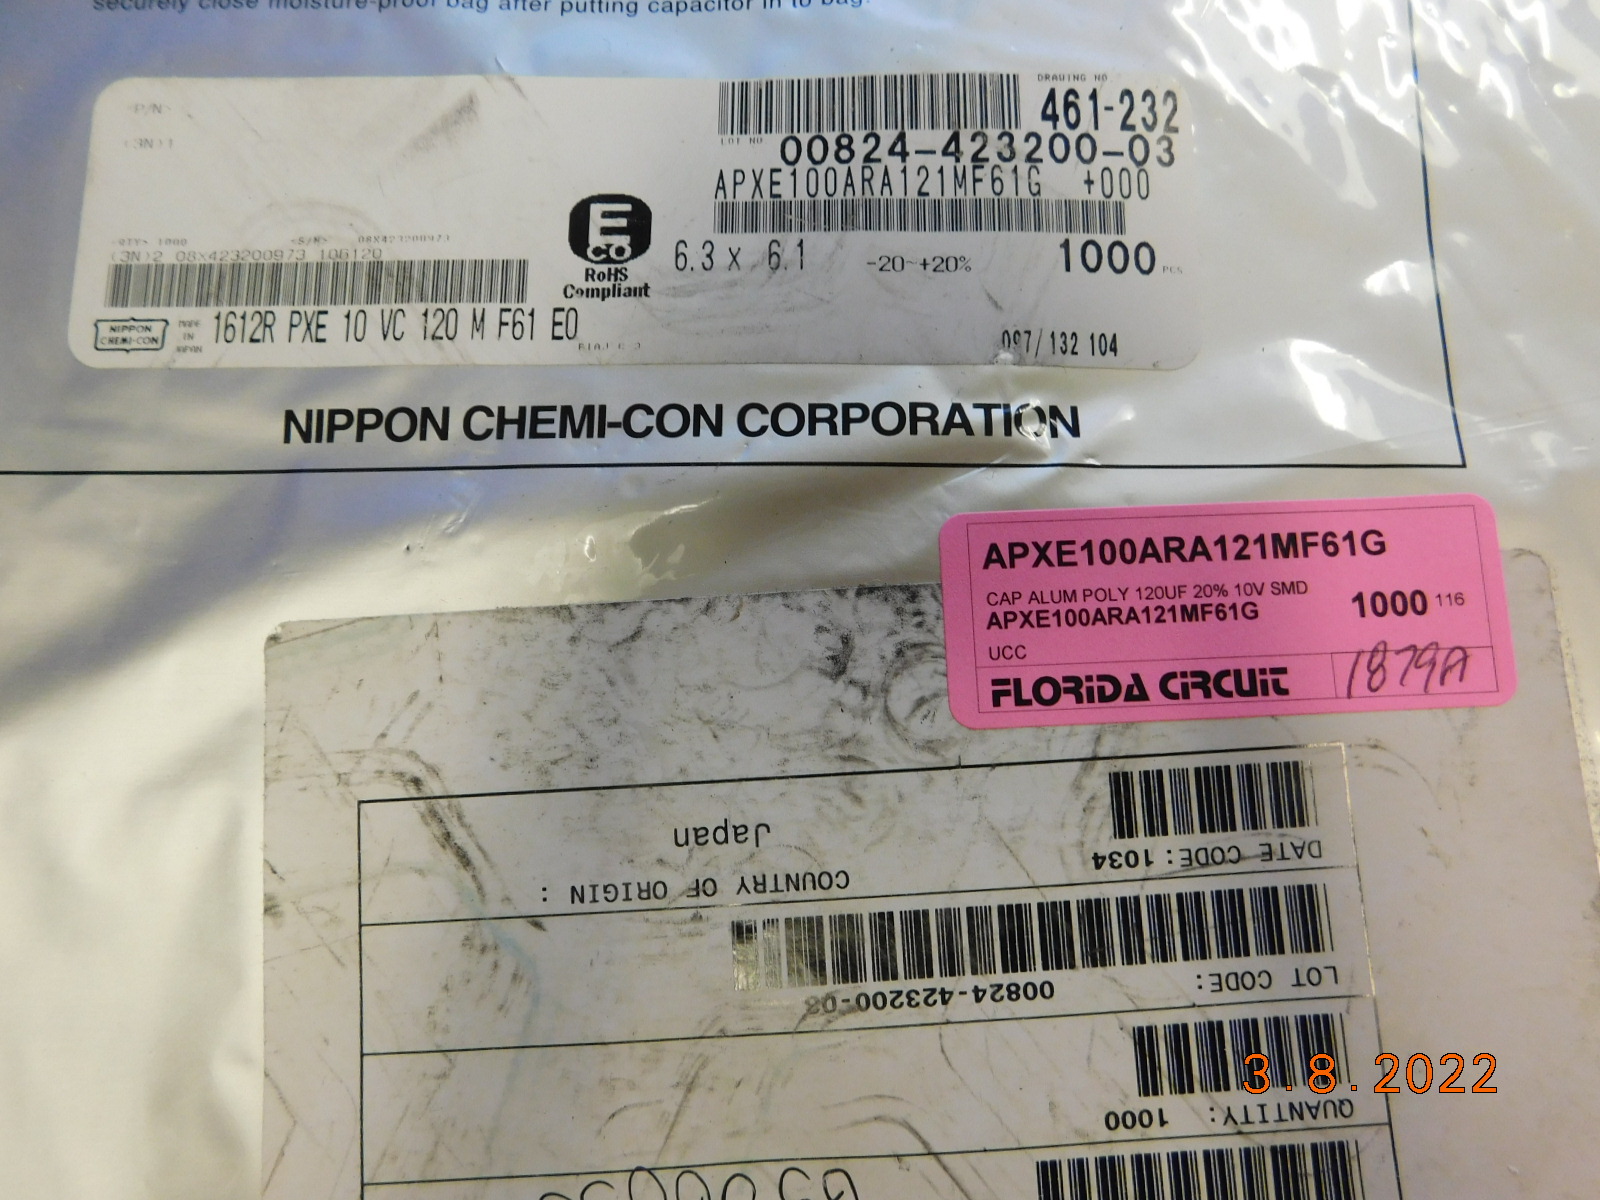 securely close moisture-proof bag after putting capacitor in to bag.
<P/N>
(3N)1
DRAWING NO
461-232
LOT NO 00824-423200-03
APXE100ARA121MF61G +000
<QTY> 1000 <S/N> 08X423200973
(3N)2 08X423200973 106120
E
CO
RoHS
Compliant
6.3 x 6.1 -20~+20% 1000 PCS
NIPPON
CHEMI-CON
MADE
IN
JAPAN
1612R PXE 10 VC 120 M F61 E0
097/132 104
NIPPON CHEMI-CON CORPORATION
APXE100ARA121MF61G
CAP ALUM POLY 120UF 20% 10V SMD
APXE100ARA121MF61G
1000 116
UCC
FLORIDA CIRCUIT
1879A
QUANTITY: 1000
LOT CODE: 00824-423200-03
COUNTRY OF ORIGIN :
Japan
DATE CODE: 1034
3.8.2022